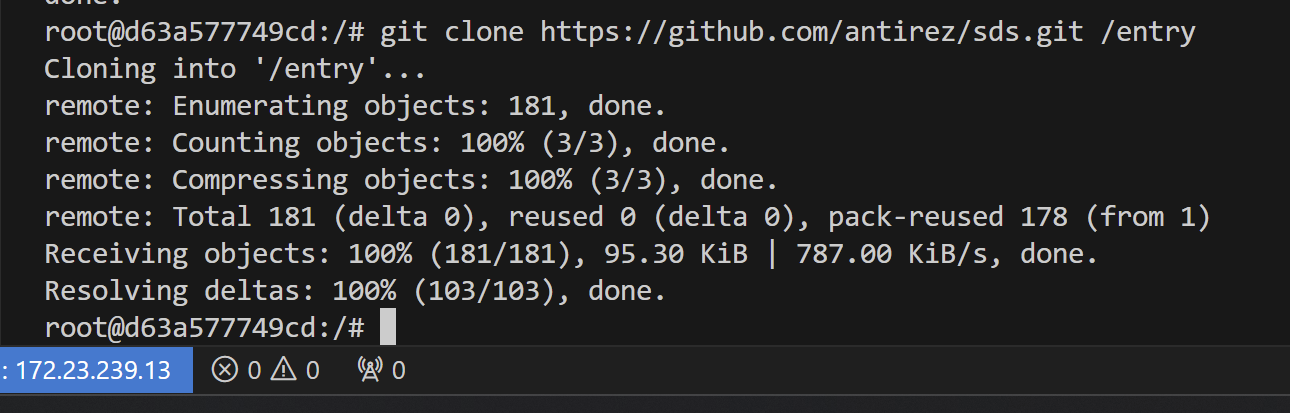 done.
root@d63a577749cd:/# git clone https://github.com/antirez/sds.git /entry
Cloning into '/entry'...
remote: Enumerating objects: 181, done.
remote: Counting objects: 100% (3/3), done.
remote: Compressing objects: 100% (3/3), done.
remote: Total 181 (delta 0), reused 0 (delta 0), pack-reused 178 (from 1)
Receiving objects: 100% (181/181), 95.30 KiB | 787.00 KiB/s, done.
Resolving deltas: 100% (103/103), done.
root@d63a577749cd:/#
: 172.23.239.13 0 0 0